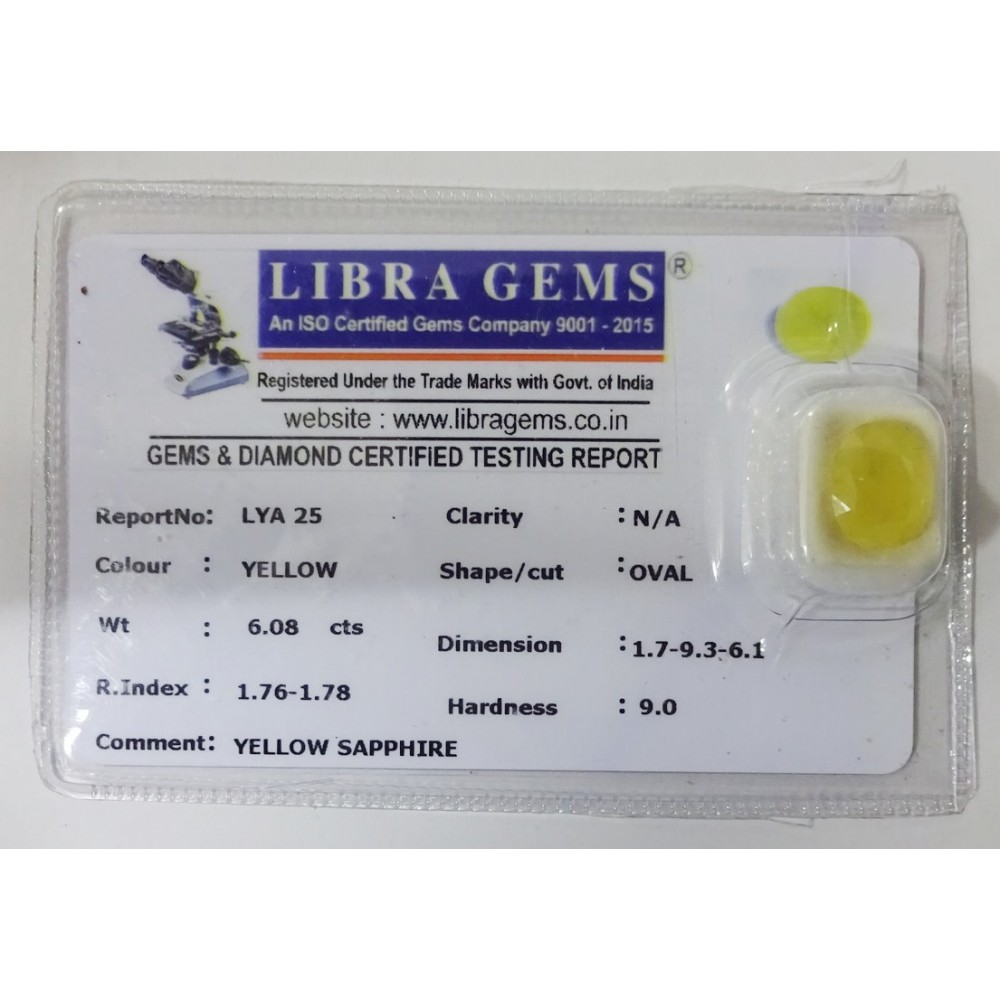 LIBRA GEMS ®
An ISO Certified Gems Company 9001 - 2015
Registered Under the Trade Marks with Govt. of India
website : www.libragems.co.in
GEMS & DIAMOND CERTIFIED TESTING REPORT
ReportNo: LYA 25 Clarity : N/A
Colour : YELLOW Shape/cut : OVAL
Wt : 6.08 cts Dimension : 1.7-9.3-6.1
R.Index : 1.76-1.78 Hardness : 9.0
Comment: YELLOW SAPPHIRE